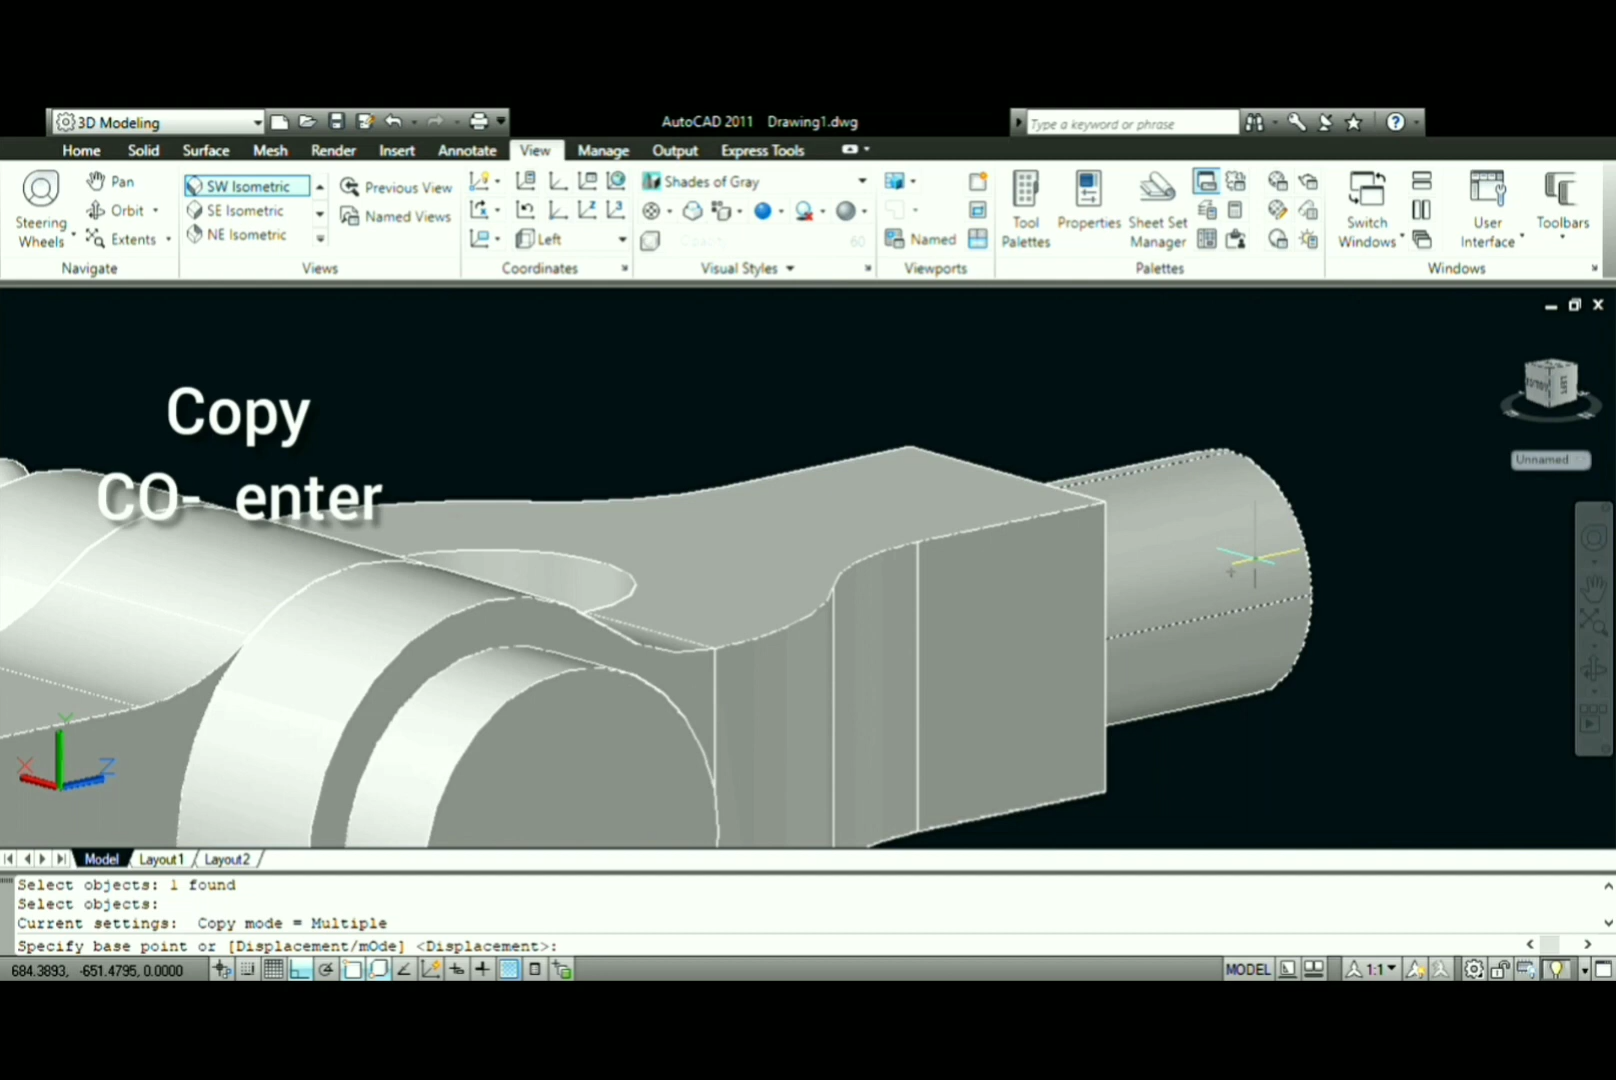 3D Modeling
AutoCAD 2011 Drawing1.dwg
Type a keyword or phrase
Home Solid Surface Mesh Render Insert Annotate View Manage Output Express Tools
Steering Wheels
Pan
Orbit
Extents
Navigate
SW Isometric
SE Isometric
NE Isometric
Previous View
Named Views
Views
Left
Coordinates
Shades of Gray
60
Visual Styles
Named
Viewports
Tool Palettes
Properties
Sheet Set Manager
Palettes
Switch Windows
User Interface
Toolbars
Windows
Copy
CO- enter
LEFT
Unnamed
X
Y
Z
Model Layout1 Layout2
Select objects: 1 found
Select objects:
Current settings: Copy mode = Multiple
Specify base point or [Displacement/mOde] <Displacement>:
684.3893, -651.4795, 0.0000
MODEL
1:1